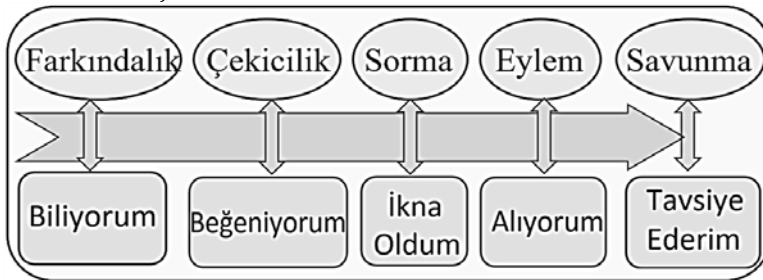 Farkındalık
Çekicilik
Sorma
Eylem
Savunma
Biliyorum
Beğeniyorum
İkna
Oldum
Alıyorum
Tavsiye
Ederim